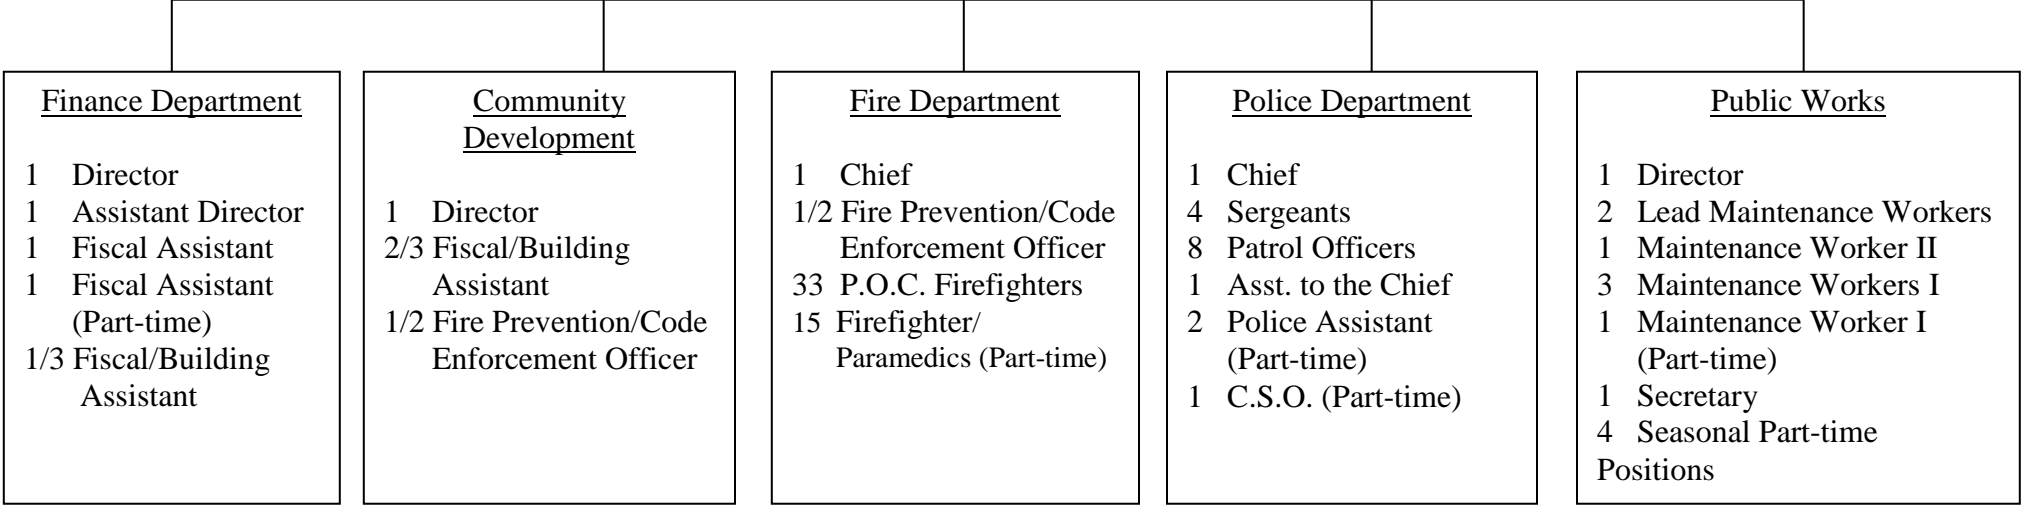 Finance Department
1 Director
1 Assistant Director
1 Fiscal Assistant
1 Fiscal Assistant
(Part-time)
1/3 Fiscal/Building
Assistant
Community
Development
1 Director
2/3 Fiscal/Building
Assistant
1/2 Fire Prevention/Code
Enforcement Officer
Fire Department
1 Chief
1/2 Fire Prevention/Code
Enforcement Officer
33 P.O.C. Firefighters
15 Firefighter/
Paramedics (Part-time)
Police Department
1 Chief
4 Sergeants
8 Patrol Officers
1 Asst. to the Chief
2 Police Assistant
(Part-time)
1 C.S.O. (Part-time)
Public Works
1 Director
2 Lead Maintenance Workers
1 Maintenance Worker II
3 Maintenance Workers I
1 Maintenance Worker I
(Part-time)
1 Secretary
4 Seasonal Part-time
Positions